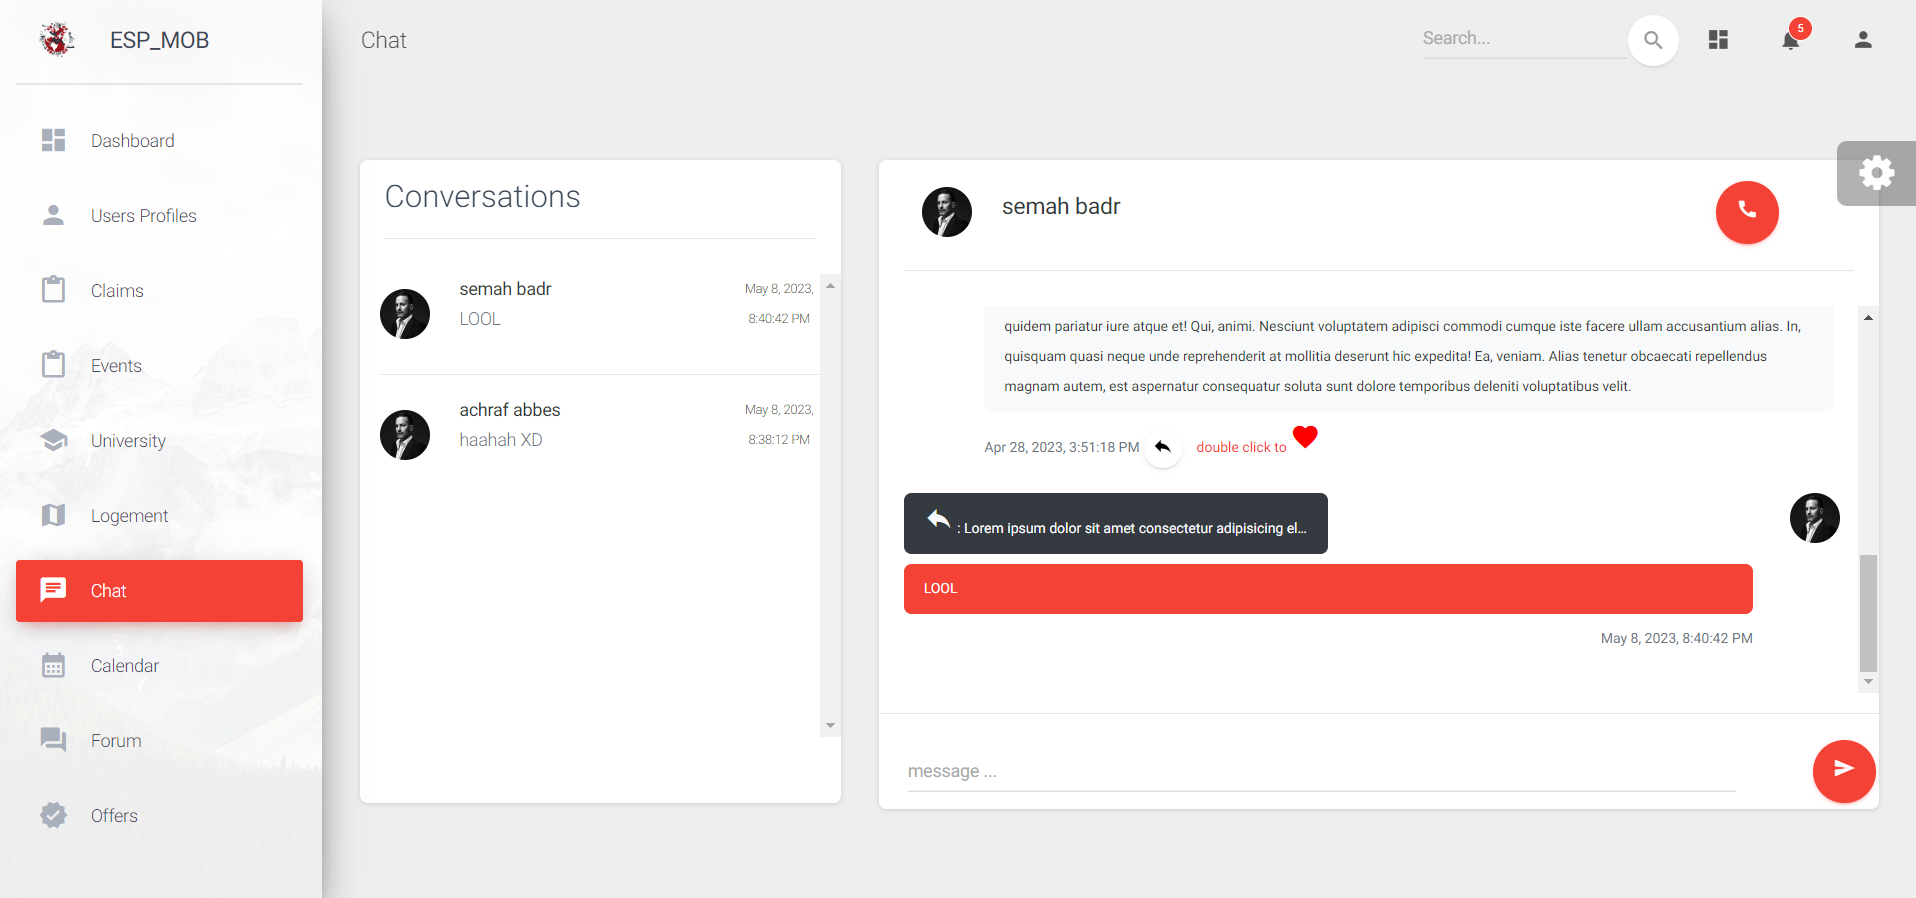 ESP_MOB
Dashboard
Users Profiles
Claims
Events
University
Logement
Chat
Calendar
Forum
Offers
Chat
Search...
5
Conversations
semah badr
May 8, 2023,
LOOL
8:40:42 PM
achraf abbes
May 8, 2023,
haahah XD
8:38:12 PM
semah badr
quidem pariatur iure atque et! Qui, animi. Nesciunt voluptatem adipisci commodi cumque iste facere ullam accusantium alias. In,
quisquam quasi neque unde reprehenderit at mollitia deserunt hic expedita! Ea, veniam. Alias tenetur obcaecati repellendus
magnam autem, est aspernatur consequatur soluta sunt dolore temporibus deleniti voluptatibus velit.
Apr 28, 2023, 3:51:18 PM double click to
: Lorem ipsum dolor sit amet consectetur adipisicing el...
LOOL
May 8, 2023, 8:40:42 PM
message ...